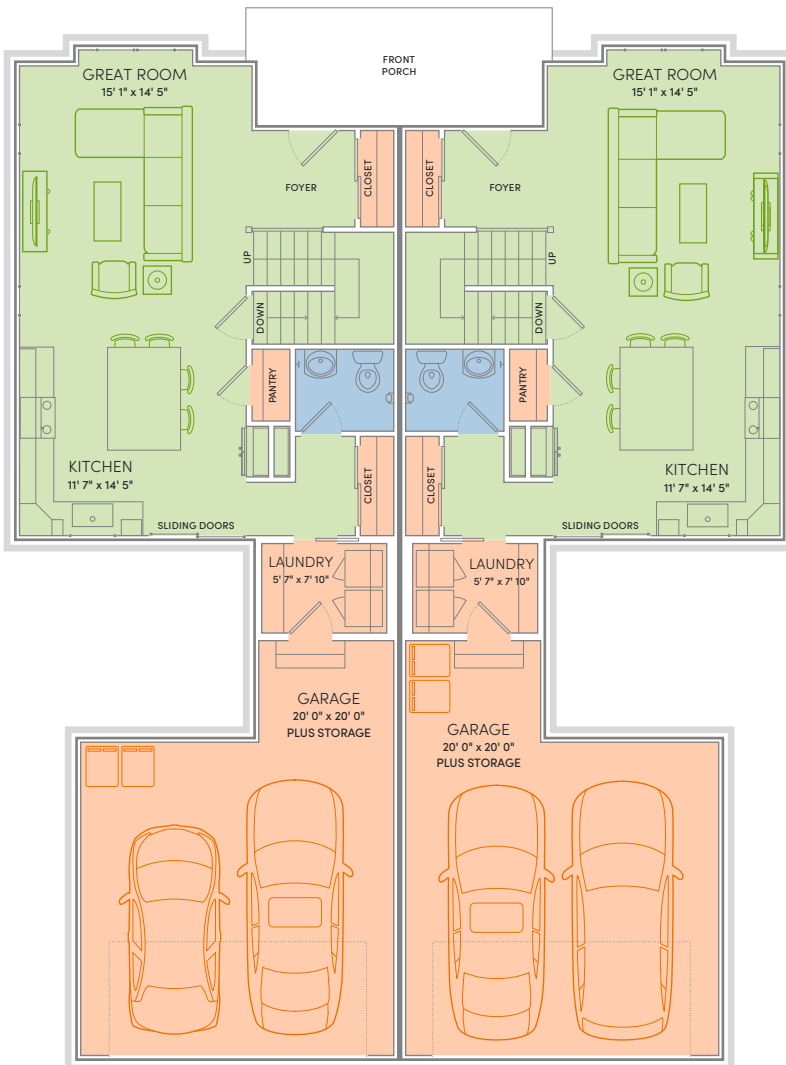 FRONT
PORCH
GREAT ROOM
15' 1" x 14' 5"
GREAT ROOM
15' 1" x 14' 5"
FOYER
CLOSET
CLOSET
FOYER
UP
UP
DOWN
DOWN
PANTRY
PANTRY
KITCHEN
11' 7" x 14' 5"
CLOSET
CLOSET
KITCHEN
11' 7" x 14' 5"
SLIDING DOORS
SLIDING DOORS
LAUNDRY
5' 7" x 7' 10"
LAUNDRY
5' 7" x 7' 10"
GARAGE
20' 0" x 20' 0"
PLUS STORAGE
GARAGE
20' 0" x 20' 0"
PLUS STORAGE